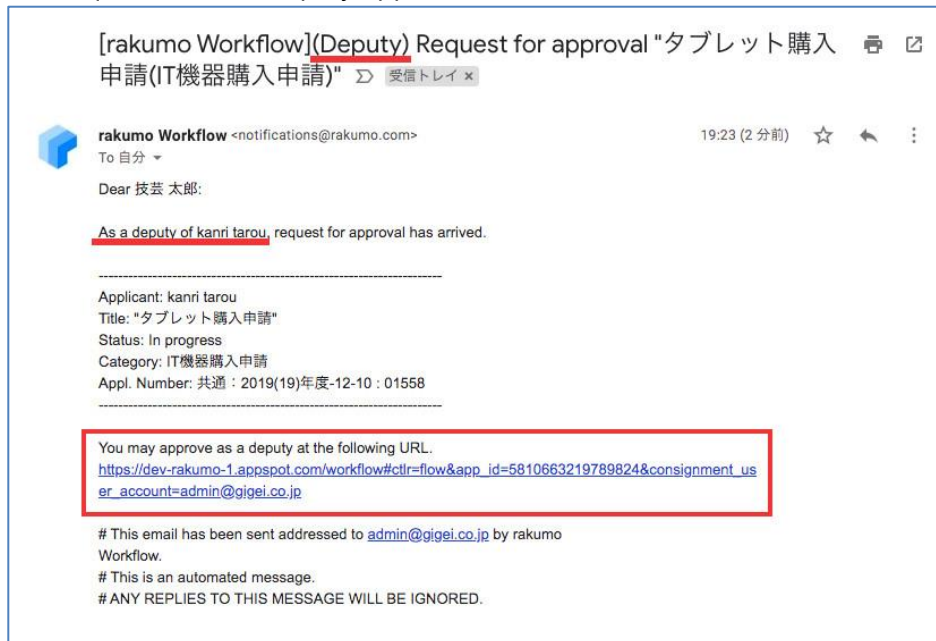 [rakumo Workflow](Deputy) Request for approval "タブレット購入
申請(IT機器購入申請)" 受信トレイ ×
rakumo Workflow <notifications@rakumo.com> 19:23 (2 分前)
To 自分
Dear 技芸 太郎:
As a deputy of kanri tarou, request for approval has arrived.
--------------------------------------------------------------------
Applicant: kanri tarou
Title: "タブレット購入申請"
Status: In progress
Category: IT機器購入申請
Appl. Number: 共通：2019(19)年度-12-10 : 01558
--------------------------------------------------------------------
You may approve as a deputy at the following URL.
https://dev-rakumo-1.appspot.com/workflow#ctlr=flow&app_id=5810663219789824&consignment_us
er_account=admin@gigei.co.jp
# This email has been sent addressed to admin@gigei.co.jp by rakumo
Workflow.
# This is an automated message.
# ANY REPLIES TO THIS MESSAGE WILL BE IGNORED.